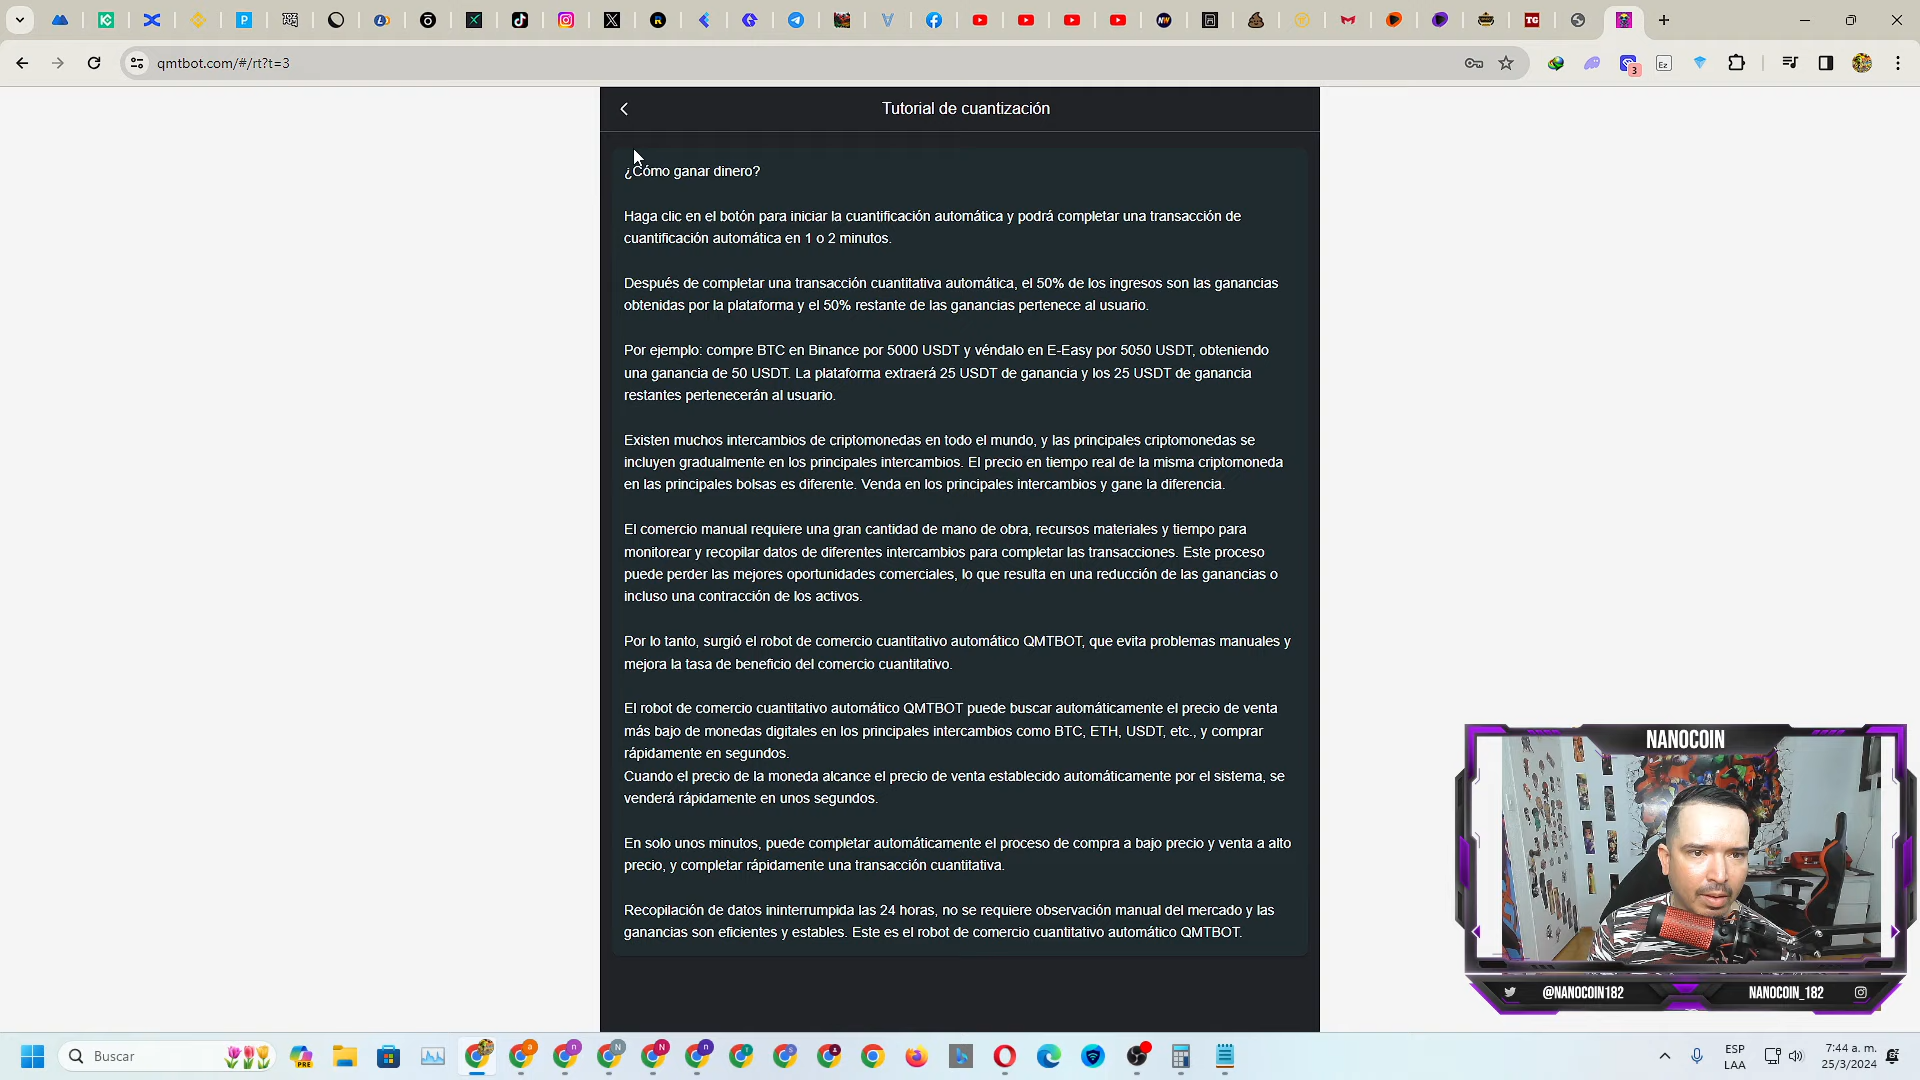 qmtbot.com/#/rt?t=3
Tutorial de cuantización
¿Cómo ganar dinero?
Haga clic en el botón para iniciar la cuantificación automática y podrá completar una transacción de
cuantificación automática en 1 o 2 minutos.
Después de completar una transacción cuantitativa automática, el 50% de los ingresos son las ganancias
obtenidas por la plataforma y el 50% restante de las ganancias pertenece al usuario.
Por ejemplo: compre BTC en Binance por 5000 USDT y véndalo en E-Easy por 5050 USDT, obteniendo
una ganancia de 50 USDT. La plataforma extraerá 25 USDT de ganancia y los 25 USDT de ganancia
restantes pertenecerán al usuario.
Existen muchos intercambios de criptomonedas en todo el mundo, y las principales criptomonedas se
incluyen gradualmente en los principales intercambios. El precio en tiempo real de la misma criptomoneda
en las principales bolsas es diferente. Venda en los principales intercambios y gane la diferencia.
El comercio manual requiere una gran cantidad de mano de obra, recursos materiales y tiempo para
monitorear y recopilar datos de diferentes intercambios para completar las transacciones. Este proceso
puede perder las mejores oportunidades comerciales, lo que resulta en una reducción de las ganancias o
incluso una contracción de los activos.
Por lo tanto, surgió el robot de comercio cuantitativo automático QMTBOT, que evita problemas manuales y
mejora la tasa de beneficio del comercio cuantitativo.
El robot de comercio cuantitativo automático QMTBOT puede buscar automáticamente el precio de venta
más bajo de monedas digitales en los principales intercambios como BTC, ETH, USDT, etc., y comprar
rápidamente en segundos.
Cuando el precio de la moneda alcance el precio de venta establecido automáticamente por el sistema, se
venderá rápidamente en unos segundos.
En solo unos minutos, puede completar automáticamente el proceso de compra a bajo precio y venta a alto
precio, y completar rápidamente una transacción cuantitativa.
Recopilación de datos ininterrumpida las 24 horas, no se requiere observación manual del mercado y las
ganancias son eficientes y estables. Este es el robot de comercio cuantitativo automático QMTBOT.
NANOCOIN
@NANOCOIN182
NANOCOIN_182
Buscar
ESP
LAA
7:44 a. m.
25/3/2024